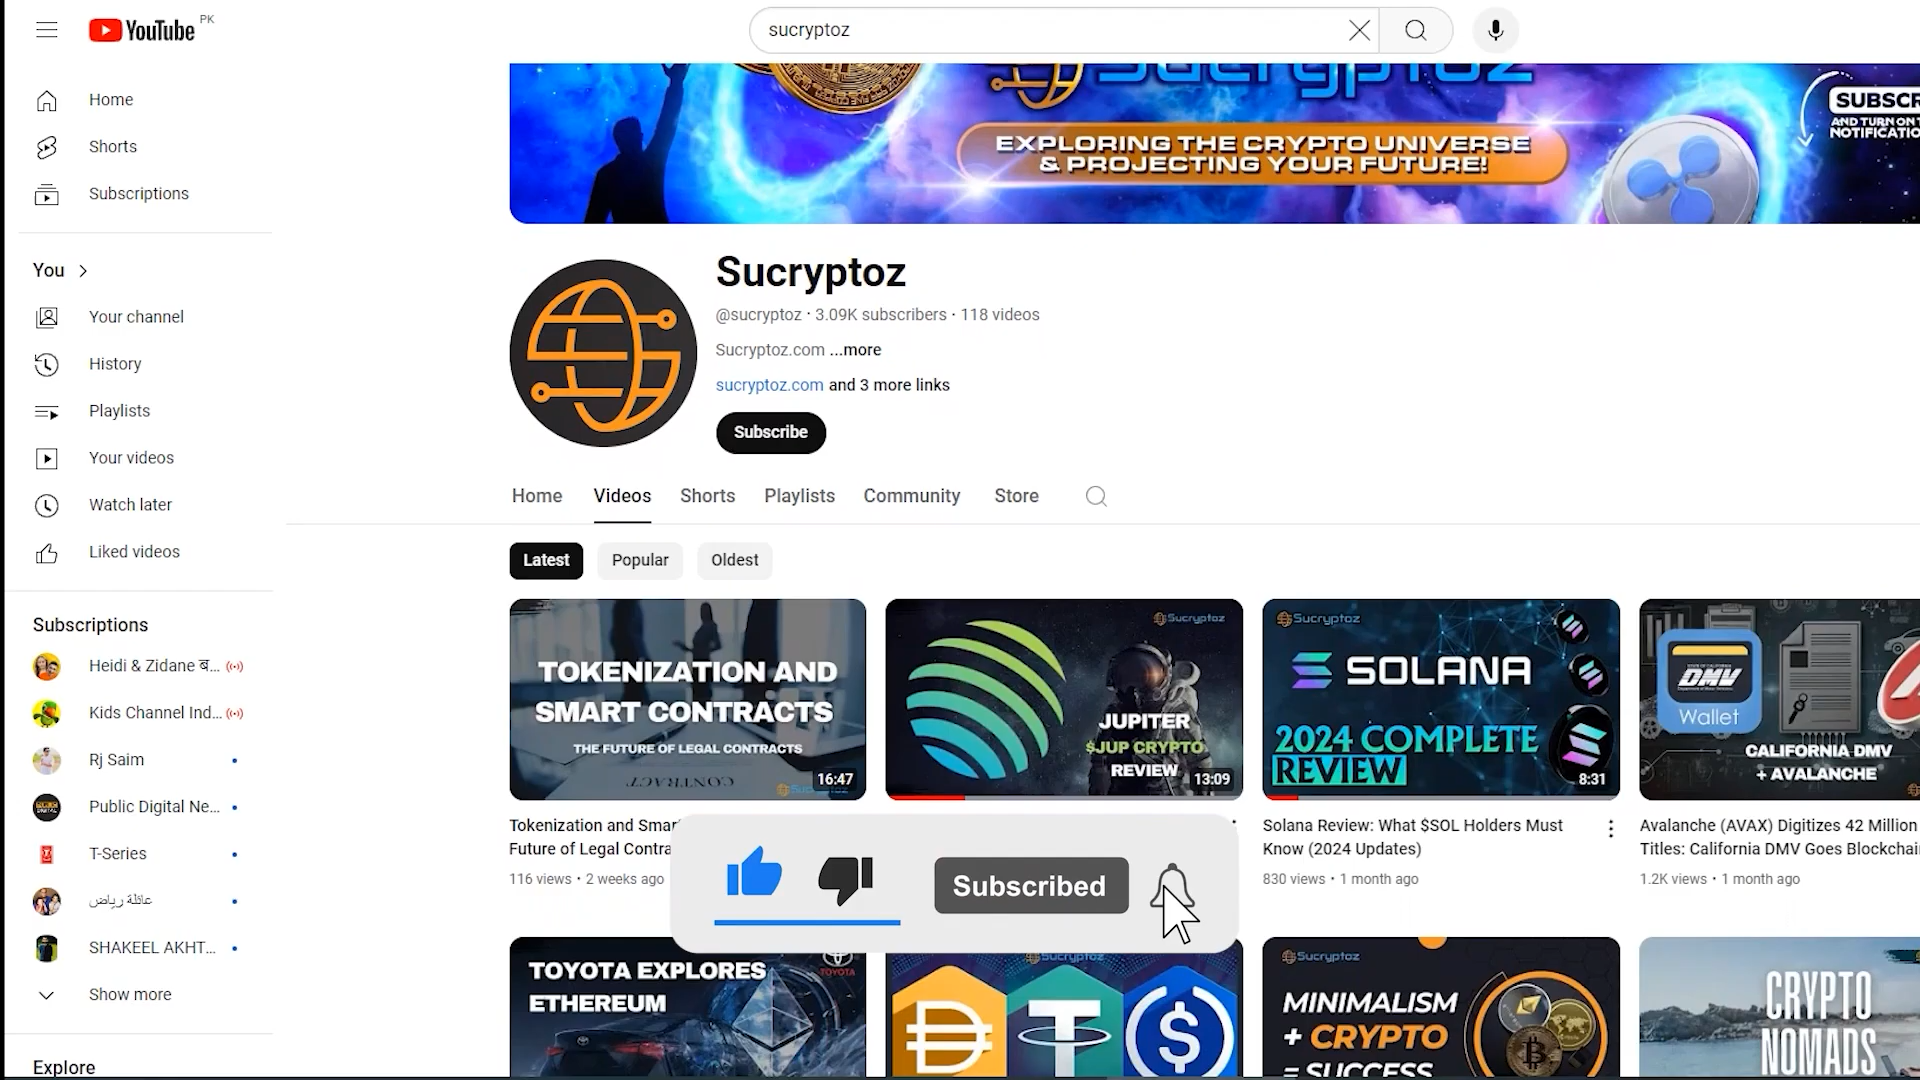 YouTube PK
sucryptoz
Home
Shorts
Subscriptions
You
Your channel
History
Playlists
Your videos
Watch later
Liked videos
Subscriptions
Heidi & Zidane ब...
Kids Channel Ind...
Rj Saim
Public Digital Ne...
T-Series
عائلة رياض
SHAKEEL AKHT...
Show more
Explore
Sucryptoz
EXPLORING THE CRYPTO UNIVERSE
& PROJECTING YOUR FUTURE!
SUBSCR
AND TURN ON
NOTIFICATIO
Sucryptoz
@sucryptoz · 3.09K subscribers · 118 videos
Sucryptoz.com ...more
sucryptoz.com and 3 more links
Subscribe
Home Videos Shorts Playlists Community Store
Latest Popular Oldest
TOKENIZATION AND
SMART CONTRACTS
THE FUTURE OF LEGAL CONTRACTS
CONTRACT
16:47
Tokenization and Smar
Future of Legal Contra
116 views · 2 weeks ago
Sucryptoz
JUPITER
$JUP CRYPTO
REVIEW
13:09
Sucryptoz
SOLANA
2024 COMPLETE
REVIEW
8:31
Solana Review: What $SOL Holders Must
Know (2024 Updates)
830 views · 1 month ago
DMV
Wallet
CALIFORNIA DMV
+ AVALANCHE
Avalanche (AVAX) Digitizes 42 Million
Titles: California DMV Goes Blockchai
1.2K views · 1 month ago
Subscribed
TOYOTA EXPLORES
ETHEREUM
TOYOTA
Sucryptoz
Sucryptoz
MINIMALISM
+ CRYPTO
= SUCCESS
CRYPTO
NOMADS